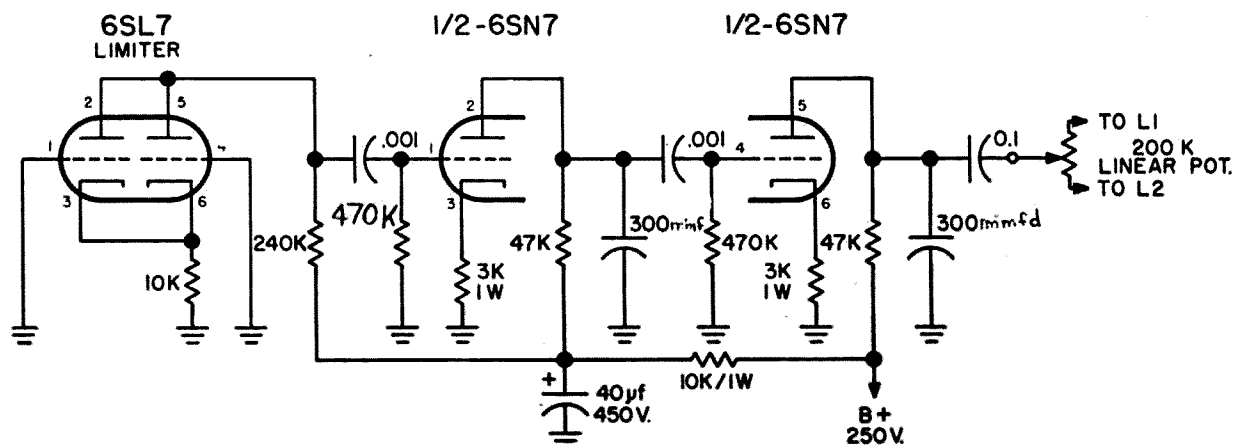 6SL7
LIMITER
1/2-6SN7
1/2-6SN7
2
5
1
4
3
6
10K
240K
.001
470K
1
2
3
3K
1W
47K
300mmf
.001
470K
4
5
6
3K
1W
47K
300mmfd
0.1
TO L1
200 K
LINEAR POT.
TO L2
+
40µf
450V.
10K/1W
B+
250V.